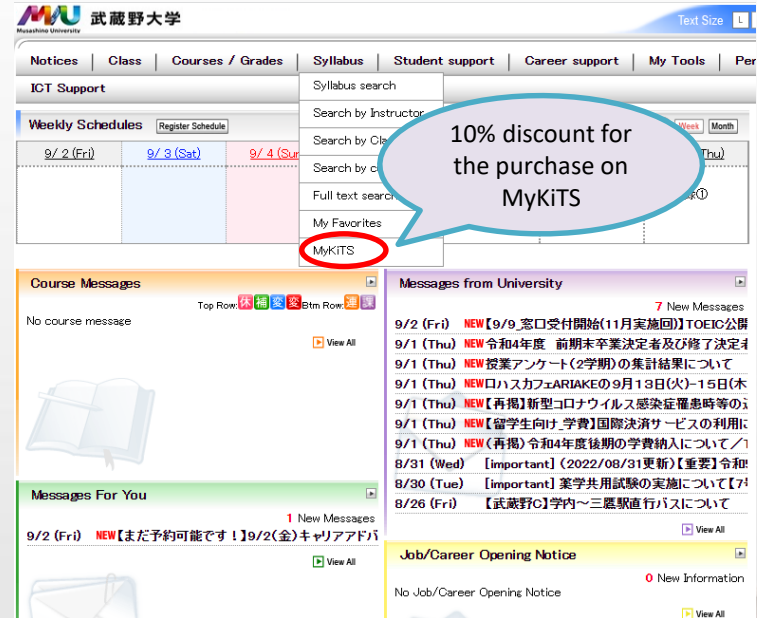 武蔵野大学
Musashino University
Text Size L
Notices Class Courses / Grades Syllabus Student support Career support My Tools Per
ICT Support
Syllabus search
Search by Instructor
Search by Cla
Search by c
Full text sear
My Favorites
MyKiTS
10% discount for
the purchase on
MyKiTS
Weekly Schedules Register Schedule Week Month
9/ 2 (Fri) 9/ 3 (Sat) 9/ 4 (Sun Thu)
①
Course Messages
Top Row: 休 補 変 変 Btm Row: 連 課
No course message
View All
Messages For You
1 New Messages
9/2 (Fri) NEW【まだ予約可能です！】9/2(金)キャリアアドバ
View All
Messages from University
7 New Messages
9/2 (Fri) NEW【9/9_窓口受付開始(11月実施回)】TOEIC公開
9/1 (Thu) NEW令和4年度 前期末卒業決定者及び修了決定者
9/1 (Thu) NEW授業アンケート(2学期)の集計結果について
9/1 (Thu) NEWロハスカフェARIAKEの9月13日(火)-15日(木
9/1 (Thu) NEW【再掲】新型コロナウイルス感染症罹患時等の
9/1 (Thu) NEW【留学生向け_学費】国際決済サービスの利用に
9/1 (Thu) NEW(再掲)令和4年度後期の学費納入について／
8/31 (Wed) [important] (2022/08/31更新)【重要】令和
8/30 (Tue) [important] 薬学共用試験の実施について【7
8/26 (Fri) 【武蔵野C】学内～三鷹駅直行バスについて
View All
Job/Career Opening Notice
0 New Information
No Job/Career Opening Notice
View All